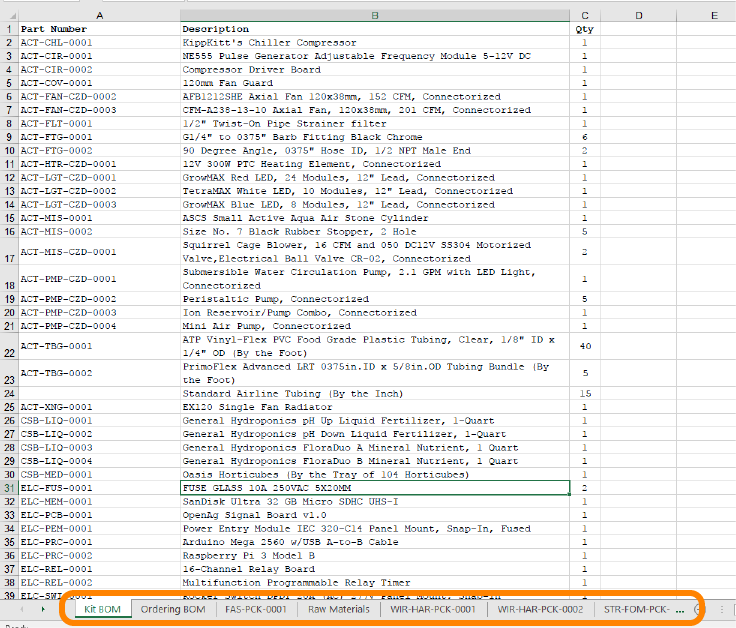 A B C D E
1 Part Number Description Qty
2 ACT-CHL-0001 KippKitt's Chiller Compressor 1
3 ACT-CIR-0001 NE555 Pulse Generator Adjustable Frequency Module 5-12V DC 1
4 ACT-CIR-0002 Compressor Driver Board 1
5 ACT-COV-0001 120mm Fan Guard 1
6 ACT-FAN-CZD-0002 AFB1212SHE Axial Fan 120x38mm, 152 CFM, Connectorized 1
7 ACT-FAN-CZD-0003 CFM-A238-13-10 Axial Fan, 120x38mm, 201 CFM, Connectorized 1
8 ACT-FLT-0001 1/2" Twist-On Pipe Strainer filter 1
9 ACT-FTG-0001 G1/4" to 0375" Barb Fitting Black Chrome 6
10 ACT-FTG-0002 90 Degree Angle, 0375" Hose ID, 1/2 NPT Male End 2
11 ACT-HTR-CZD-0001 12V 300W PTC Heating Element, Connectorized 1
12 ACT-LGT-CZD-0001 GrowMAX Red LED, 24 Modules, 12" Lead, Connectorized 1
13 ACT-LGT-CZD-0002 TetraMAX White LED, 10 Modules, 12" Lead, Connectorized 1
14 ACT-LGT-CZD-0003 GrowMAX Blue LED, 8 Modules, 12" Lead, Connectorized 1
15 ACT-MIS-0001 ASCS Small Active Aqua Air Stone Cylinder 1
16 ACT-MIS-0002 Size No. 7 Black Rubber Stopper, 2 Hole 5
Squirrel Cage Blower, 16 CFM and 050 DC12V SS304 Motorized
17 ACT-MIS-CZD-0001 Valve,Electrical Ball Valve CR-02, Connectorized 2
Submersible Water Circulation Pump, 2.1 GPM with LED Light,
18 ACT-PMP-CZD-0001 Connectorized 1
19 ACT-PMP-CZD-0002 Peristaltic Pump, Connectorized 5
20 ACT-PMP-CZD-0003 Ion Reservoir/Pump Combo, Connectorized 1
21 ACT-PMP-CZD-0004 Mini Air Pump, Connectorized 1
ATP Vinyl-Flex PVC Food Grade Plastic Tubing, Clear, 1/8" ID x
22 ACT-TBG-0001 1/4" OD (By the Foot) 40
PrimoFlex Advanced LRT 0375in.ID x 5/8in.OD Tubing Bundle (By
23 ACT-TBG-0002 the Foot) 5
24 Standard Airline Tubing (By the Inch) 15
25 ACT-XNG-0001 EX120 Single Fan Radiator 1
26 CSB-LIQ-0001 General Hydroponics pH Up Liquid Fertilizer, 1-Quart 1
27 CSB-LIQ-0002 General Hydroponics pH Down Liquid Fertilizer, 1-Quart 1
28 CSB-LIQ-0003 General Hydroponics FloraDuo A Mineral Nutrient, 1 Quart 1
29 CSB-LIQ-0004 General Hydroponics FloraDuo B Mineral Nutrient, 1 Quart 1
30 CSB-MED-0001 Oasis Horticubes (By the Tray of 104 Horticubes) 1
31 ELC-FUS-0001 FUSE GLASS 10A 250VAC 5X20MM 2
32 ELC-MEM-0001 SanDisk Ultra 32 GB Micro SDHC UHS-I 1
33 ELC-PCB-0001 OpenAg Signal Board v1.0 1
34 ELC-PEM-0001 Power Entry Module IEC 320-C14 Panel Mount, Snap-In, Fused 1
35 ELC-PRC-0001 Arduino Mega 2560 w/USB A-to-B Cable 1
36 ELC-PRC-0002 Raspberry Pi 3 Model B 1
37 ELC-REL-0001 16-Channel Relay Board 1
38 ELC-REL-0002 Multifunction Programmable Relay Timer 1
39
Kit BOM Ordering BOM FAS-PCK-0001 Raw Materials WIR-HAR-PCK-0001 WIR-HAR-PCK-0002 STR-FOM-PCK- ...